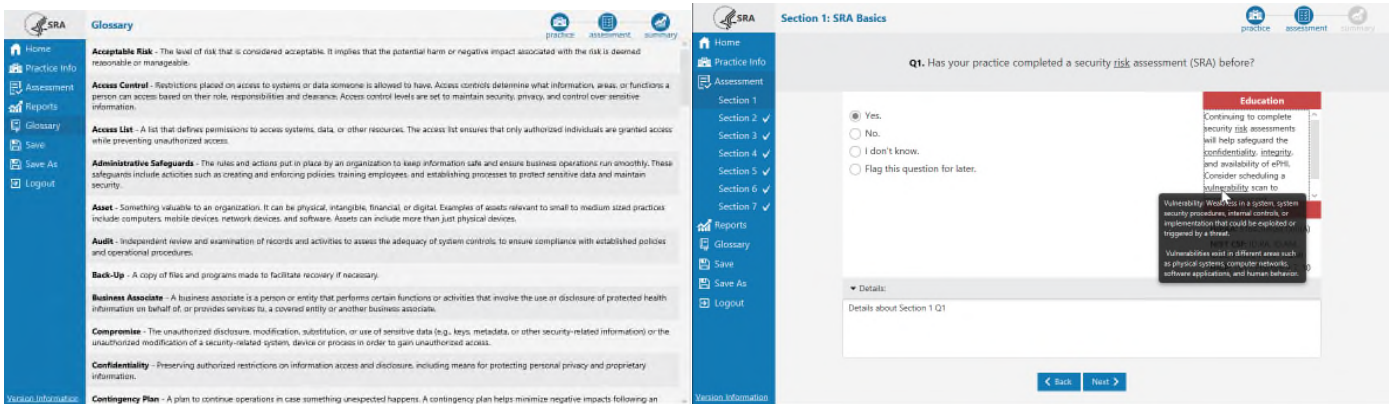 SRA
Glossary
practice
assessment
summary
Home
Practice Info
Assessment
Reports
Glossary
Save
Save As
Logout
Version Information
Acceptable Risk - The level of risk that is considered acceptable. It implies that the potential harm or negative impact associated with the risk is deemed
reasonable or manageable.
Access Control - Restrictions placed on access to systems or data someone is allowed to have. Access controls determine what information, areas, or functions a
person can access based on their role, responsibilities and clearance. Access control levels are set to maintain security, privacy, and control over sensitive
information.
Access List - A list that defines permissions to access systems, data, or other resources. The access list ensures that only authorized individuals are granted access
while preventing unauthorized access.
Administrative Safeguards - The rules and actions put in place by an organization to keep information safe and ensure business operations run smoothly. These
safeguards include activities such as creating and enforcing policies, training employees, and establishing processes to protect sensitive data and maintain
security.
Asset - Something valuable to an organization. It can be physical, intangible, financial, or digital. Examples of assets relevant to small to medium sized practices
include computers, mobile devices, network devices, and software. Assets can include more than just physical devices.
Audit - Independent review and examination of records and activities to assess the adequacy of system controls, to ensure compliance with established policies
and operational procedures.
Back-Up - A copy of files and programs made to facilitate recovery if necessary.
Business Associate - A business associate is a person or entity that performs certain functions or activities that involve the use or disclosure of protected health
information on behalf of, or provides services to, a covered entity or another business associate.
Compromise - The unauthorized disclosure, modification, substitution, or use of sensitive data (e.g., keys, metadata, or other security-related information) or the
unauthorized modification of a security-related system, device or process in order to gain unauthorized access.
Confidentiality - Preserving authorized restrictions on information access and disclosure, including means for protecting personal privacy and proprietary
information.
Contingency Plan - A plan to continue operations in case something unexpected happens. A contingency plan helps minimize negative impacts following an
SRA
Section 1: SRA Basics
practice
assessment
summary
Home
Practice Info
Assessment
Section 1
Section 2
Section 3
Section 4
Section 5
Section 6
Section 7
Reports
Glossary
Save
Save As
Logout
Version Information
Q1. Has your practice completed a security risk assessment (SRA) before?
Yes.
No.
I don't know.
Flag this question for later.
Education
Continuing to complete
security risk assessments
will help safeguard the
confidentiality, integrity,
and availability of ePHI.
Consider scheduling a
vulnerability scan to
Vulnerability: Weakness in a system, system
security procedures, internal controls, or
implementation that could be exploited or
triggered by a threat.
Vulnerabilities exist in different areas such
as physical systems, computer networks,
software applications, and human behavior.
Details:
Details about Section 1 Q1
Back
Next